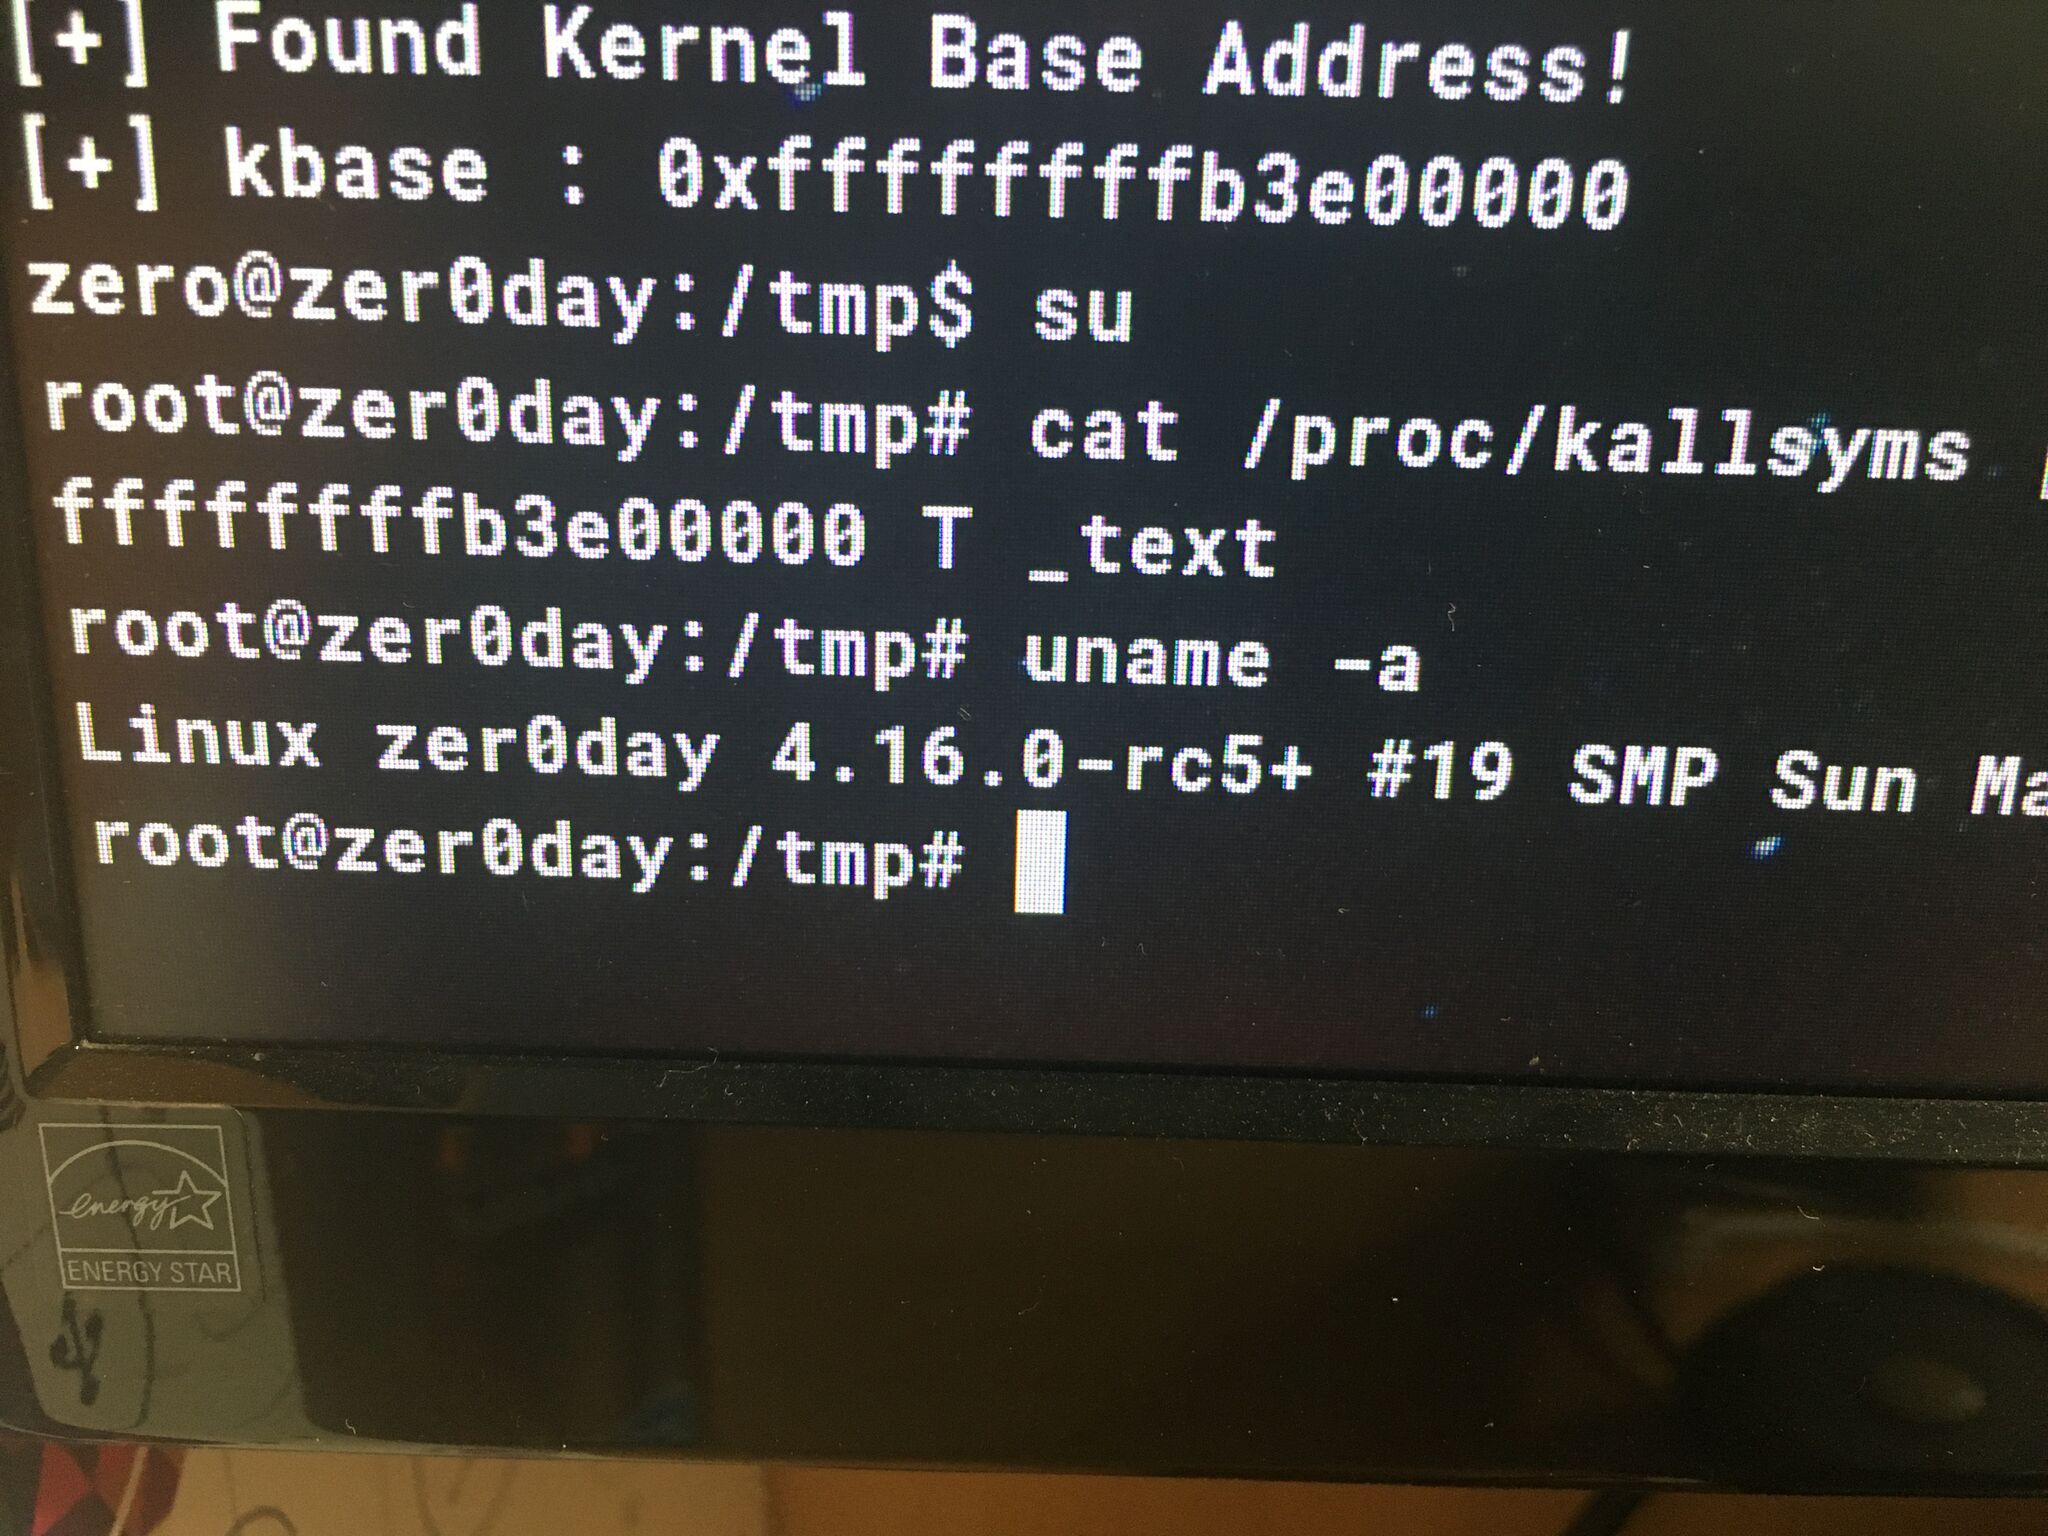 [+] Found Kernel Base Address!
[+] kbase : 0xffffffffb3e00000
zero@zer0day:/tmp$ su
root@zer0day:/tmp# cat /proc/kallsyms
ffffffffb3e00000 T _text
root@zer0day:/tmp# uname -a
Linux zer0day 4.16.0-rc5+ #19 SMP Sun Ma
root@zer0day:/tmp#
energy
ENERGY STAR